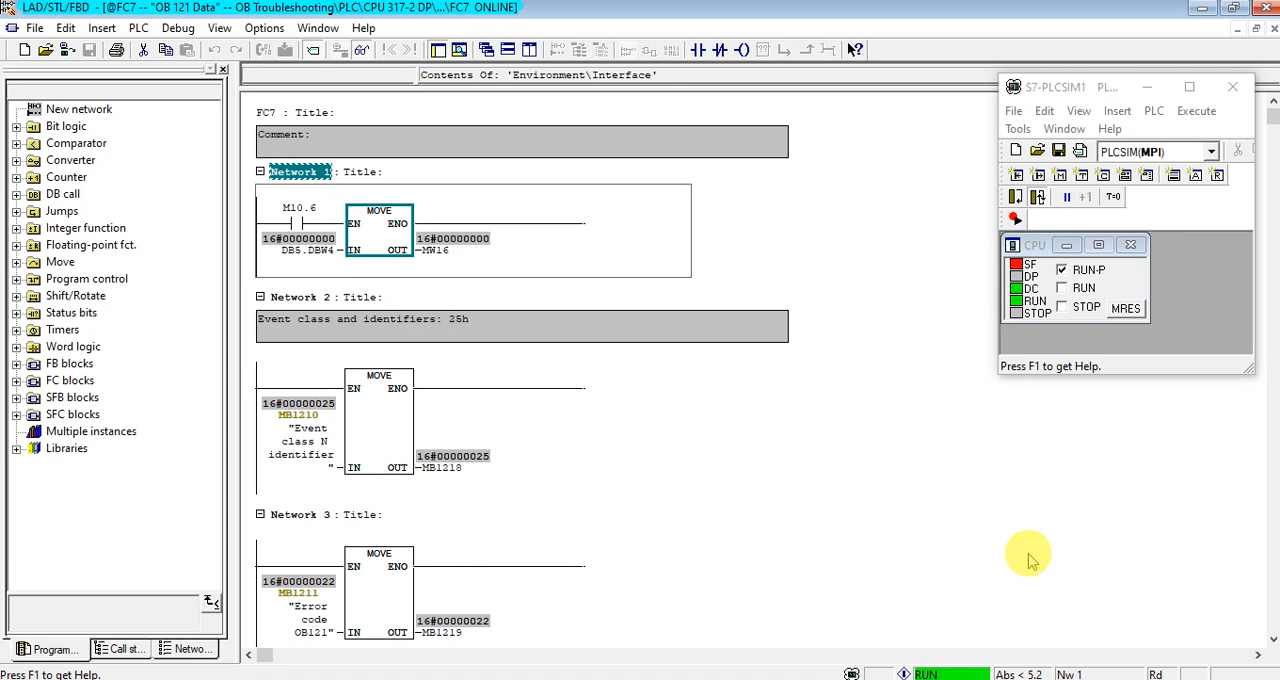 LAD/STL/FBD - [@FC7 -- "OB 121 Data" -- OB Troubleshooting\PLC\CPU 317-2 DP\...\FC7 ONLINE]
File Edit Insert PLC Debug View Options Window Help
Contents Of: 'Environment\Interface'
New network
Bit logic
Comparator
Converter
Counter
DB call
Jumps
Integer function
Floating-point fct.
Move
Program control
Shift/Rotate
Status bits
Timers
Word logic
FB blocks
FC blocks
SFB blocks
SFC blocks
Multiple instances
Libraries
Program... Call st... Netwo...
FC7 : Title:
Comment:
Network 1: Title:
M10.6 MOVE
EN ENO
16#00000000 16#00000000
DB5.DBW4 IN OUT MW16
Network 2: Title:
Event class and identifiers: 25h
MOVE
EN ENO
16#00000025
MB1210
"Event
class N
identifier 16#00000025
" IN OUT MB1218
Network 3: Title:
MOVE
EN ENO
16#00000022
MB1211
"Error
code 16#00000022
OB121" IN OUT MB1219
S7-PLCSIM1 PL...
File Edit View Insert PLC Execute
Tools Window Help
PLCSIM(MPI)
+1 T=0
CPU
SF
DP RUN-P
DC RUN
RUN STOP MRES
STOP
Press F1 to get Help.
Press F1 to get Help. RUN Abs < 5.2 Nw 1 Rd